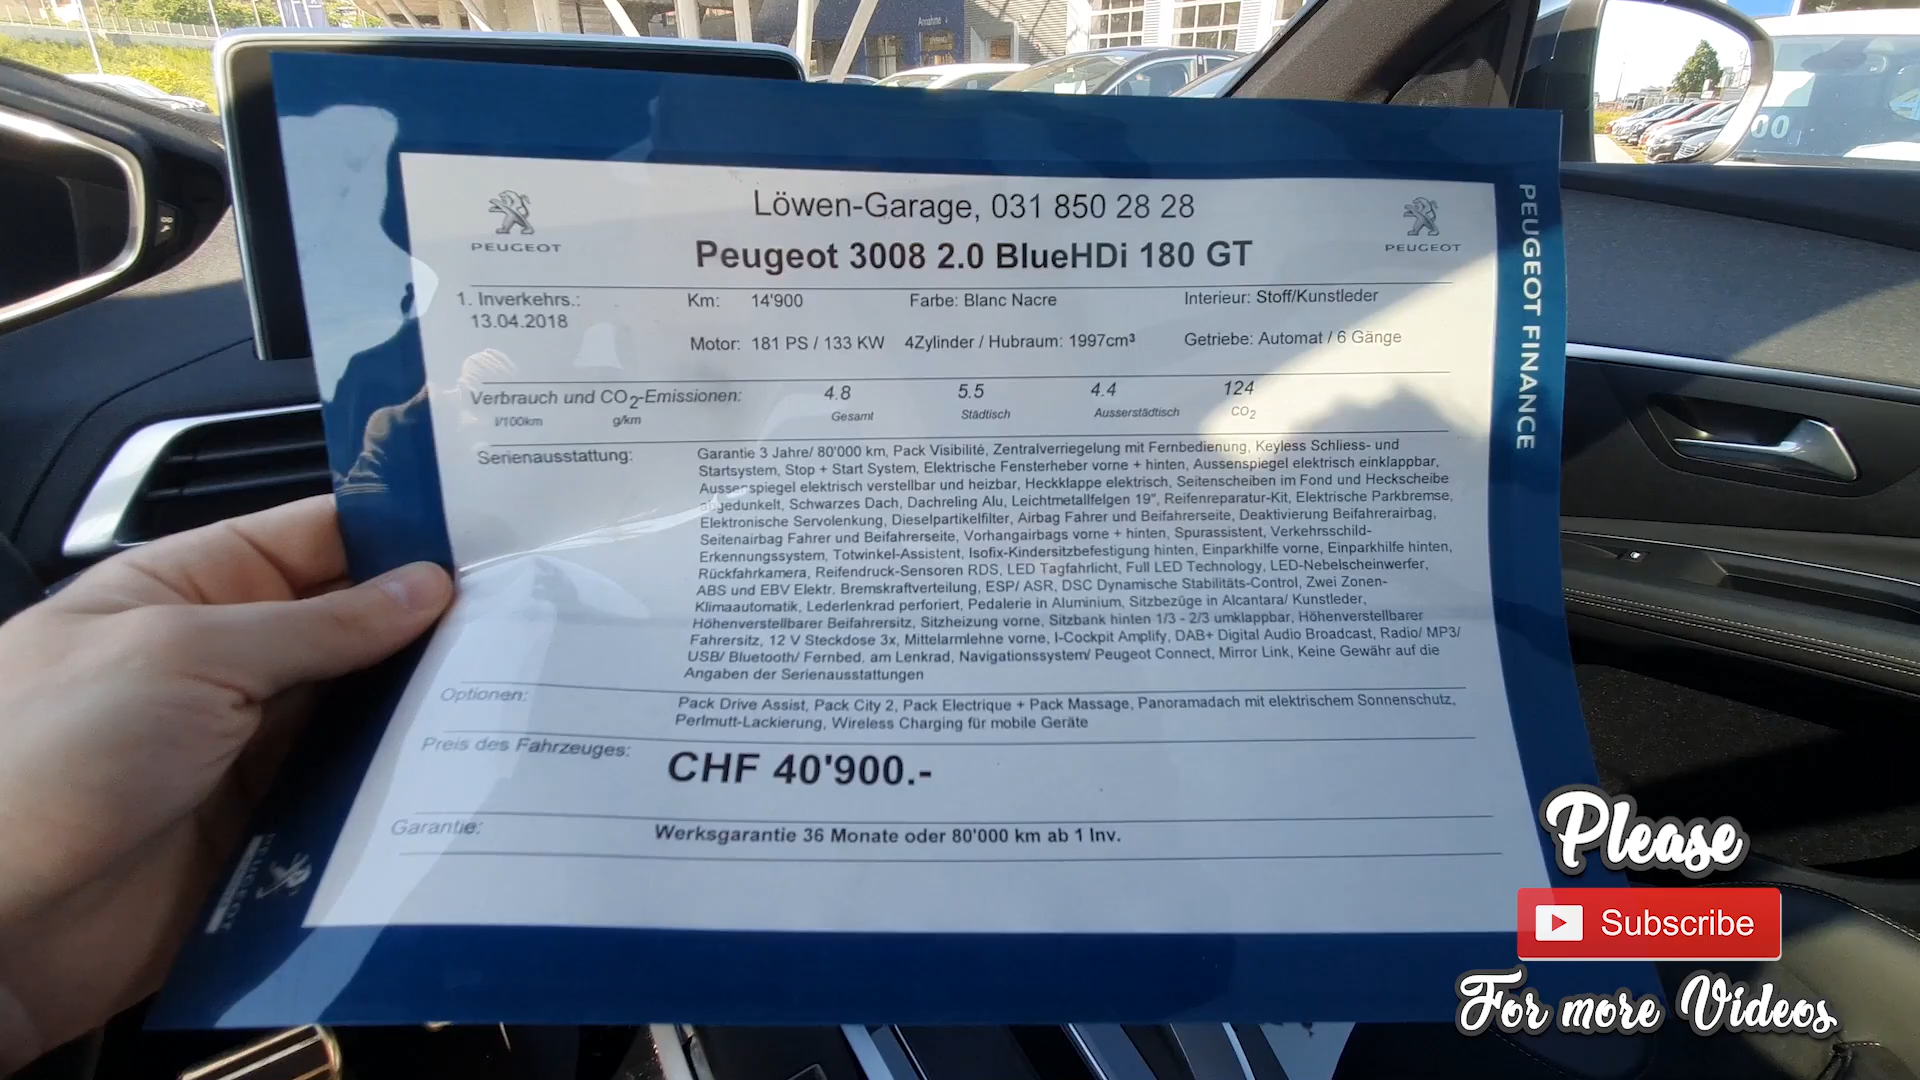 Annahme
00
PEUGEOT
PEUGEOT
Löwen-Garage, 031 850 28 28
Peugeot 3008 2.0 BlueHDi 180 GT
1. Inverkehrs.: Km: 14'900 Farbe: Blanc Nacre Interieur: Stoff/Kunstleder
13.04.2018
Motor: 181 PS / 133 KW 4Zylinder / Hubraum: 1997cm³ Getriebe: Automat / 6 Gänge
Verbrauch und CO2-Emissionen: 4.8 5.5 4.4 124
l/100km g/km Gesamt Städtisch Ausserstädtisch CO2
Serienausstattung: Garantie 3 Jahre/ 80'000 km, Pack Visibilité, Zentralverriegelung mit Fernbedienung, Keyless Schliess- und
Startsystem, Stop + Start System, Elektrische Fensterheber vorne + hinten, Aussenspiegel elektrisch einklappbar,
Aussenspiegel elektrisch verstellbar und heizbar, Heckklappe elektrisch, Seitenscheiben im Fond und Heckscheibe
abgedunkelt, Schwarzes Dach, Dachreling Alu, Leichtmetallfelgen 19", Reifenreparatur-Kit, Elektrische Parkbremse,
Elektronische Servolenkung, Dieselpartikelfilter, Airbag Fahrer und Beifahrerseite, Deaktivierung Beifahrerairbag,
Seitenairbag Fahrer und Beifahrerseite, Vorhangairbags vorne + hinten, Spurassistent, Verkehrsschild-
Erkennungssystem, Totwinkel-Assistent, Isofix-Kindersitzbefestigung hinten, Einparkhilfe vorne, Einparkhilfe hinten,
Rückfahrkamera, Reifendruck-Sensoren RDS, LED Tagfahrlicht, Full LED Technology, LED-Nebelscheinwerfer,
ABS und EBV Elektr. Bremskraftverteilung, ESP/ ASR, DSC Dynamische Stabilitäts-Control, Zwei Zonen-
Klimaautomatik, Lederlenkrad perforiert, Pedalerie in Aluminium, Sitzbezüge in Alcantara/ Kunstleder,
Höhenverstellbarer Beifahrersitz, Sitzheizung vorne, Sitzbank hinten 1/3 - 2/3 umklappbar, Höhenverstellbarer
Fahrersitz, 12 V Steckdose 3x, Mittelarmlehne vorne, I-Cockpit Amplify, DAB+ Digital Audio Broadcast, Radio/ MP3/
USB/ Bluetooth/ Fernbed. am Lenkrad, Navigationssystem/ Peugeot Connect, Mirror Link, Keine Gewähr auf die
Angaben der Serienausstattungen
Optionen: Pack Drive Assist, Pack City 2, Pack Electrique + Pack Massage, Panoramadach mit elektrischem Sonnenschutz,
Perlmutt-Lackierung, Wireless Charging für mobile Geräte
Preis des Fahrzeuges: CHF 40'900.-
Garantie: Werksgarantie 36 Monate oder 80'000 km ab 1 Inv.
PEUGEOT FINANCE
PEUGEOT
Please
Subscribe
For more Videos